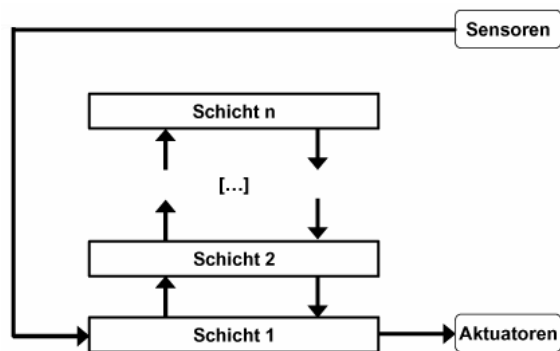 Sensoren
Schicht n
[...]
Schicht 2
Schicht 1
Aktuatoren